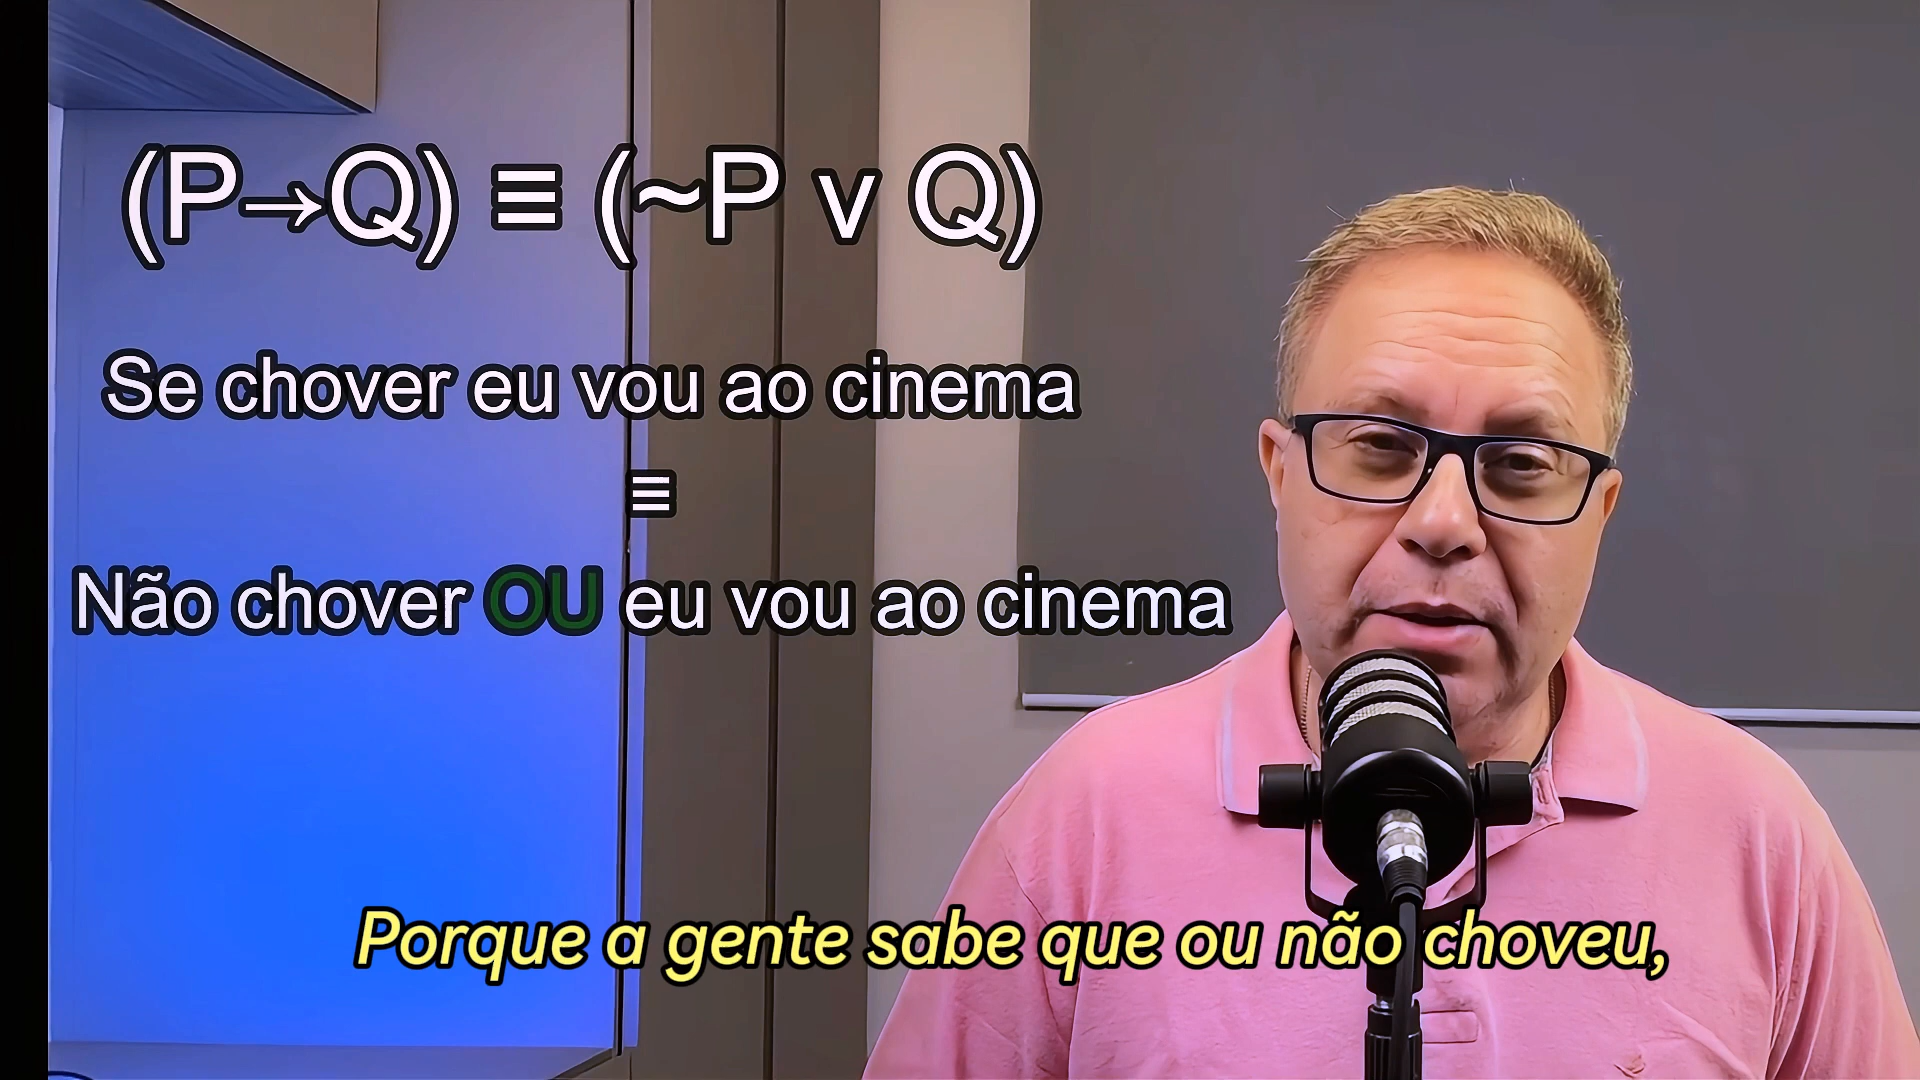 (P→Q) ≡ (~P v Q)
Se chover eu vou ao cinema
≡
Não chover OU eu vou ao cinema
Porque a gente sabe que ou não choveu,